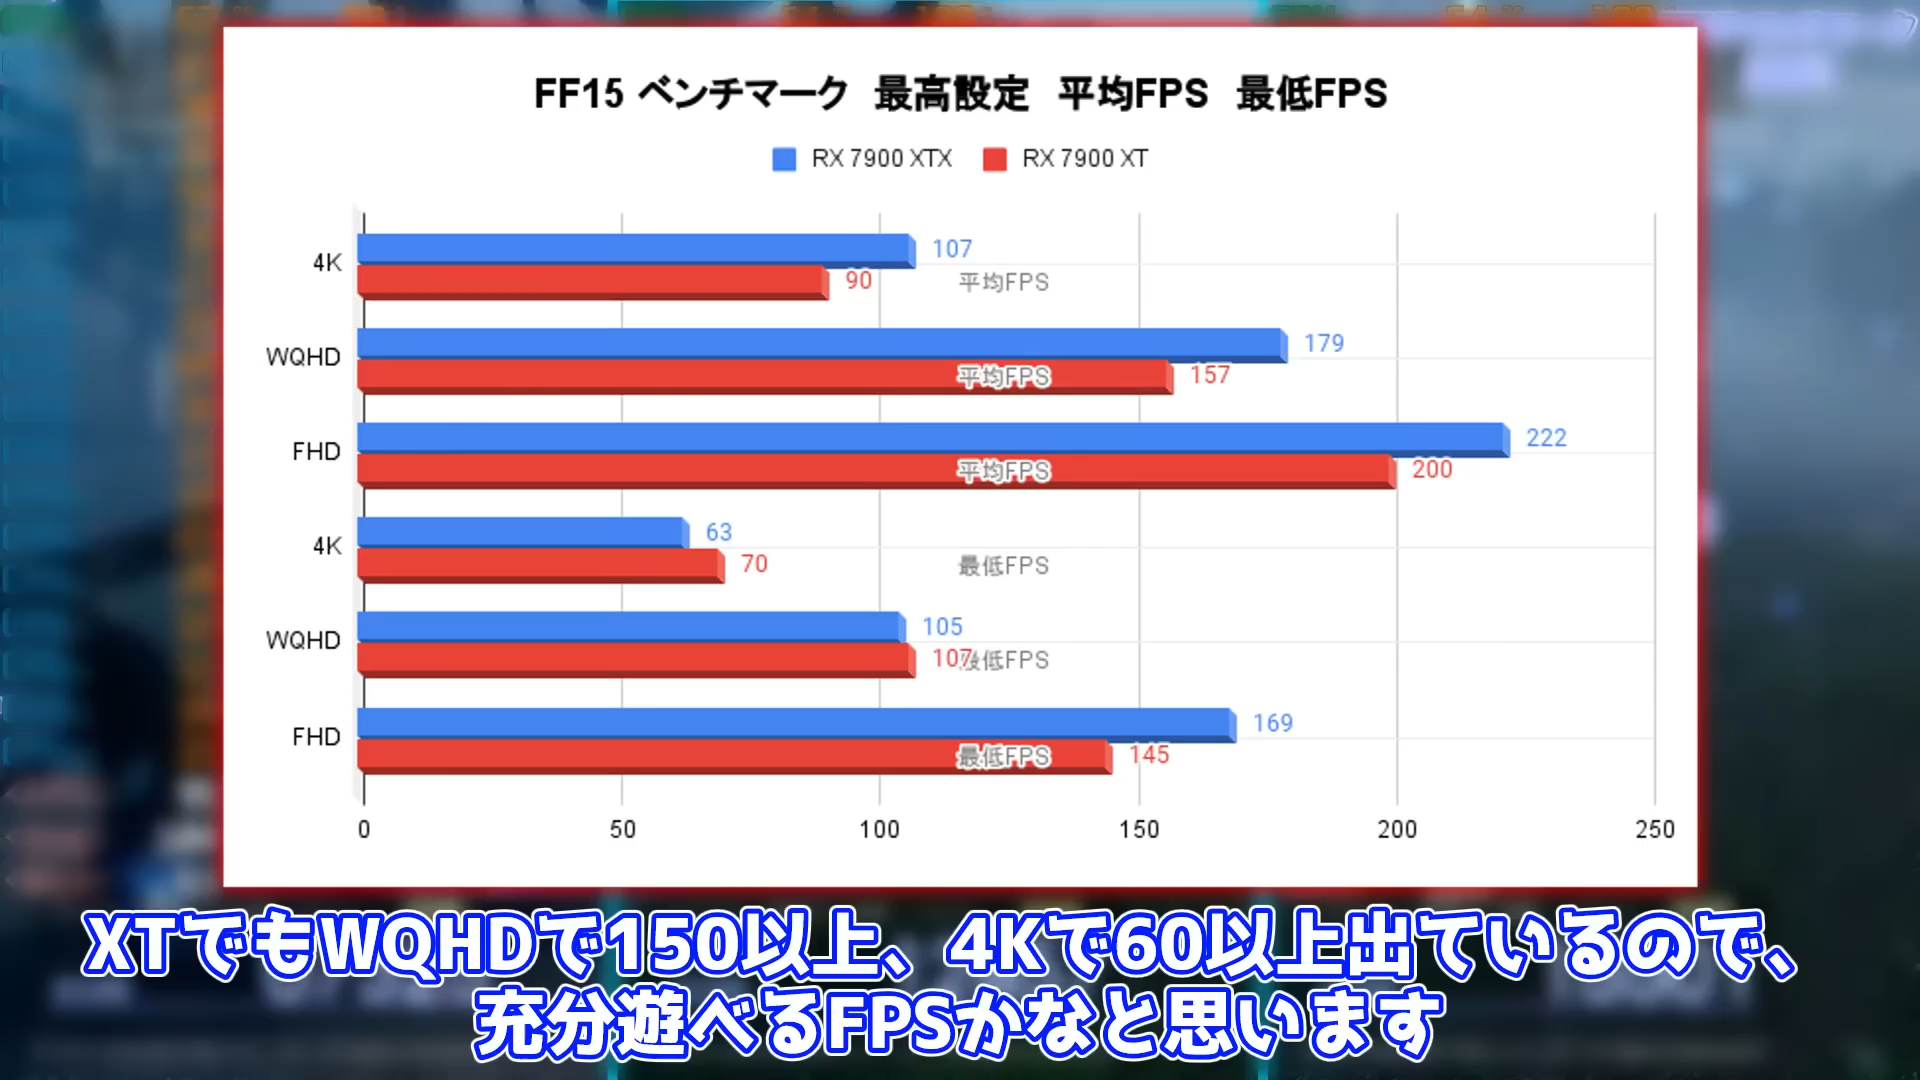 FF15 ベンチマーク　最高設定　平均FPS　最低FPS
RX 7900 XTX RX 7900 XT
4K 107
90 平均FPS
WQHD 179
平均FPS 157
FHD 222
平均FPS 200
4K 63
70 最低FPS
WQHD 105
107 最低FPS
FHD 169
最低FPS 145
0 50 100 150 200 250
XTでもWQHDで150以上、4Kで60以上出ているので、
充分遊べるFPSかなと思います